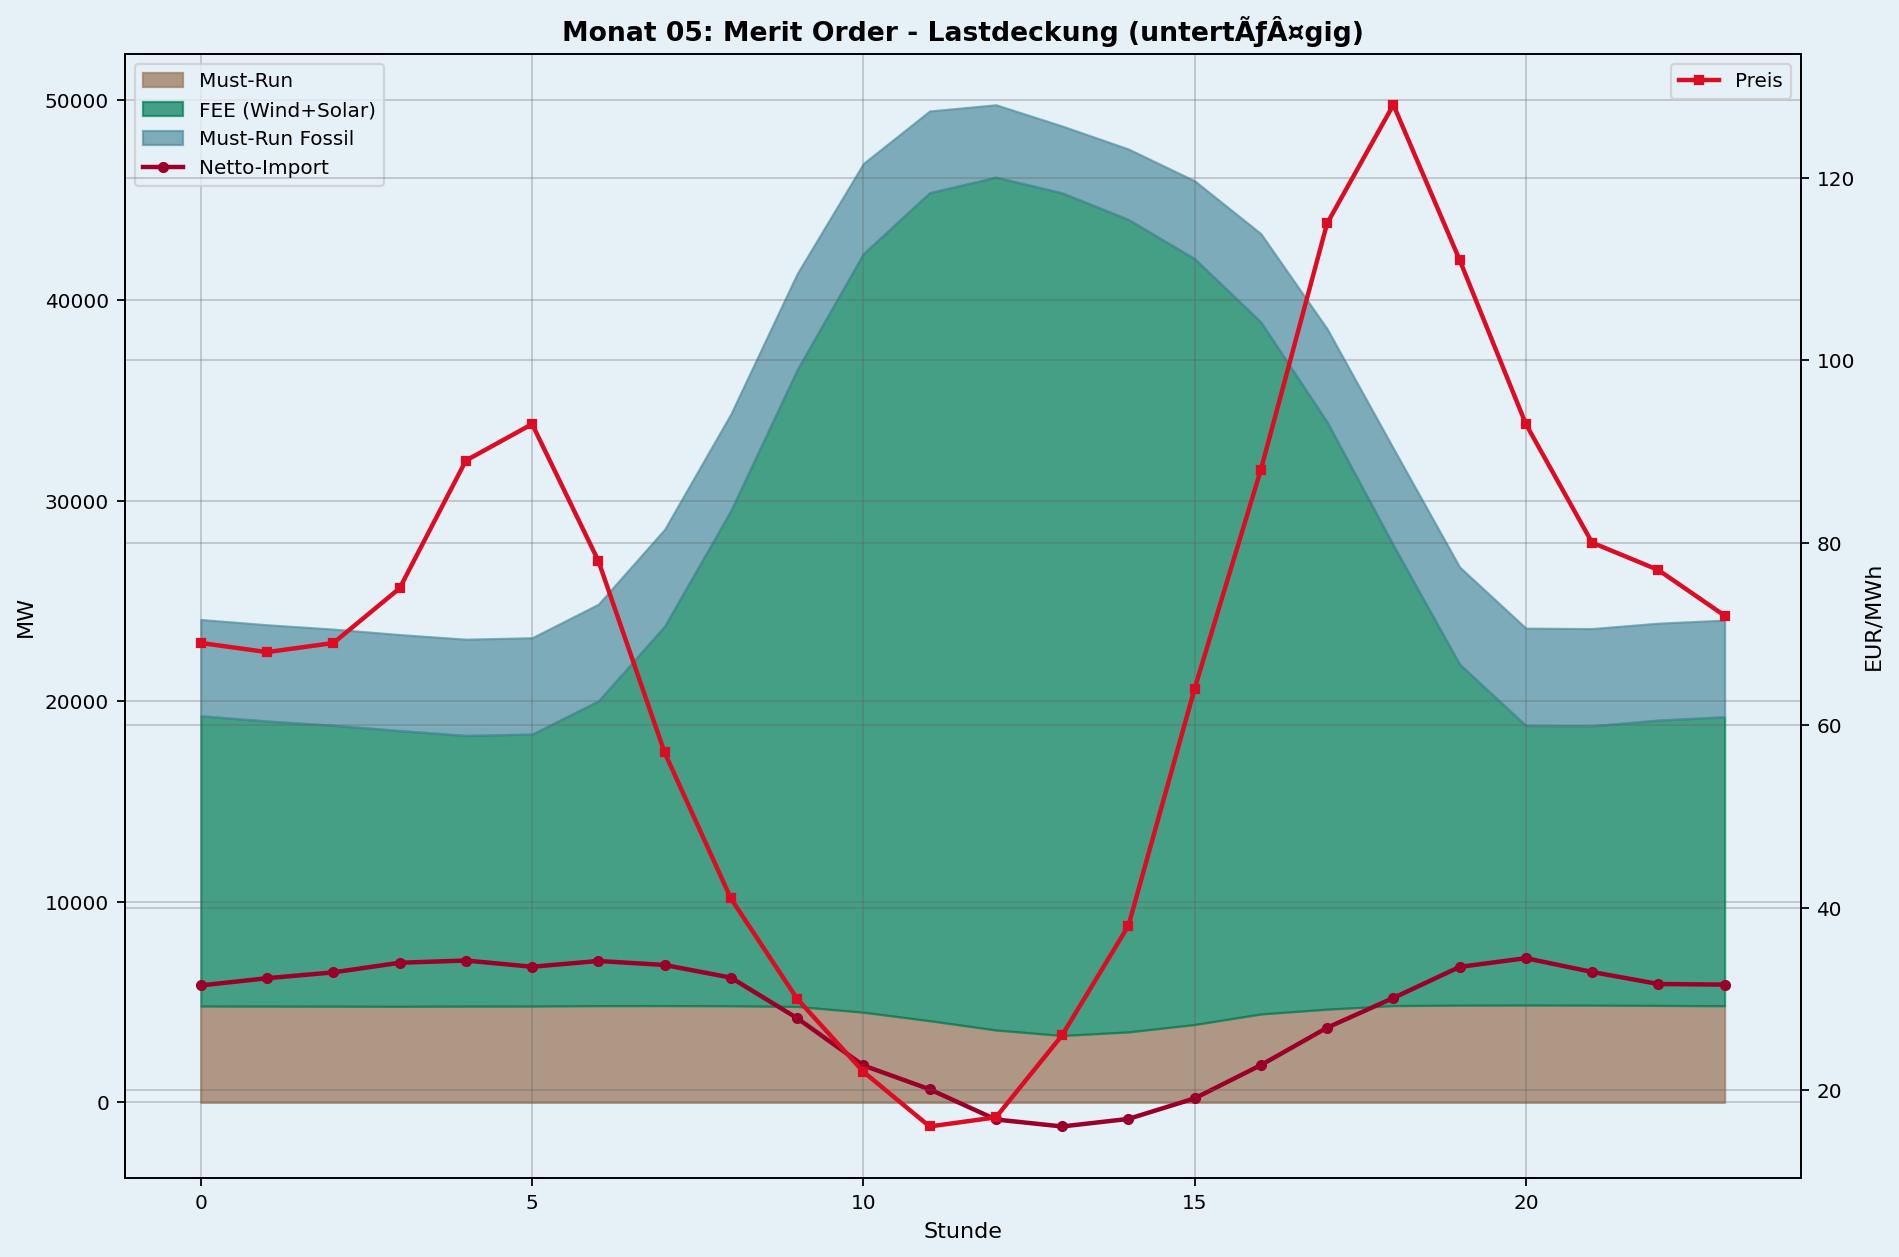 Monat 05: Merit Order - Lastdeckung (untertÃƒÂ¤gig)
Must-Run
FEE (Wind+Solar)
Must-Run Fossil
Netto-Import
Preis
50000
40000
30000
20000
10000
0
MW
120
100
80
60
40
20
EUR/MWh
0 5 10 15 20
Stunde